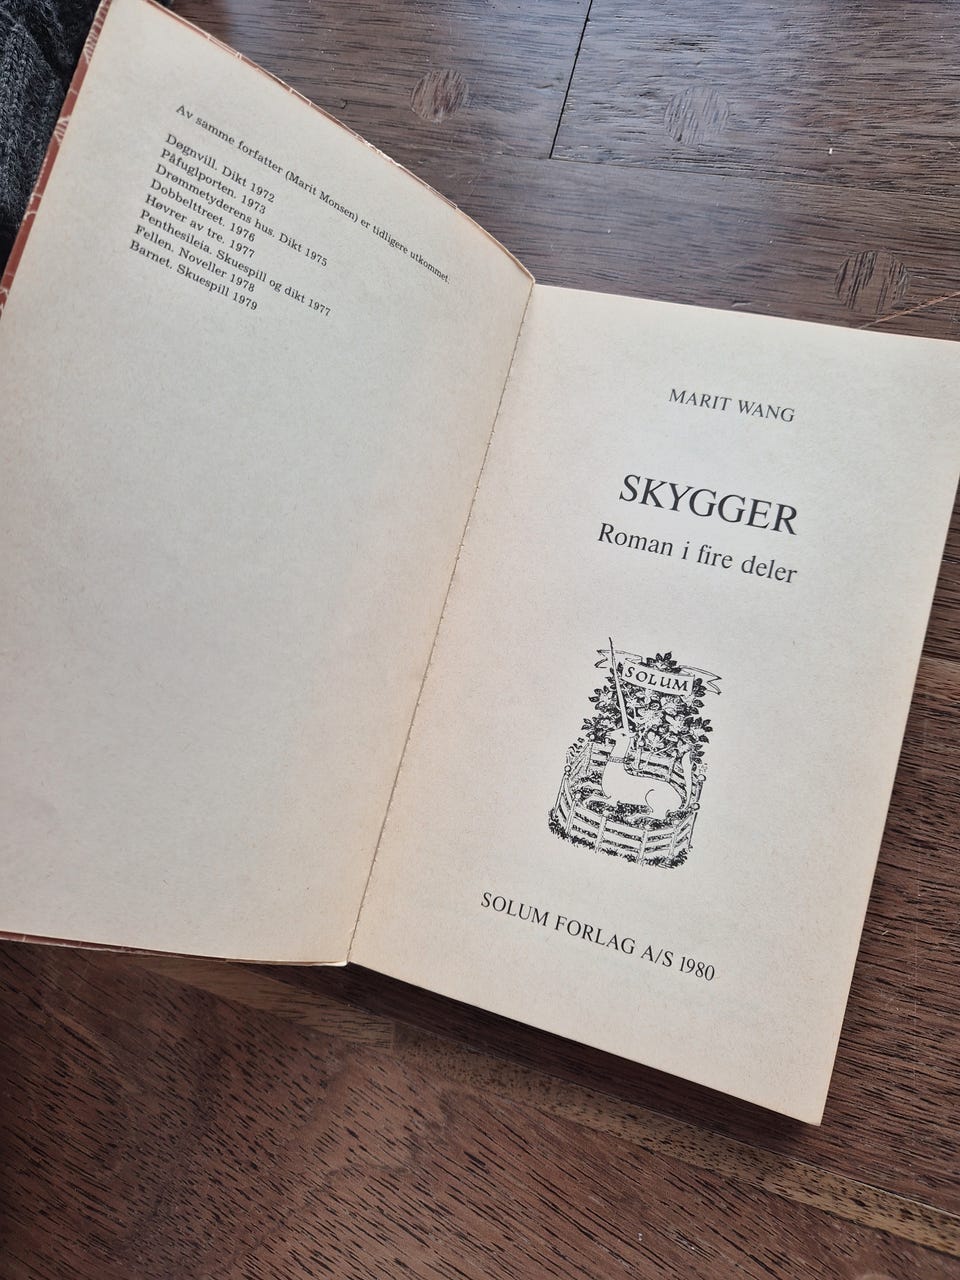 Av samme forfatter (Marit Monsen) er tidligere utkommet:
Døgnvill. Dikt 1972
Påfuglporten. 1973
Drømmetyderens hus. Dikt 1975
Dobbelttreet. 1976
Høvrer av tre. 1977
Penthesileia. Skuespill og dikt 1977
Fellen. Noveller 1978
Barnet. Skuespill 1979
MARIT WANG
SKYGGER
Roman i fire deler
SOLUM
SOLUM FORLAG A/S 1980